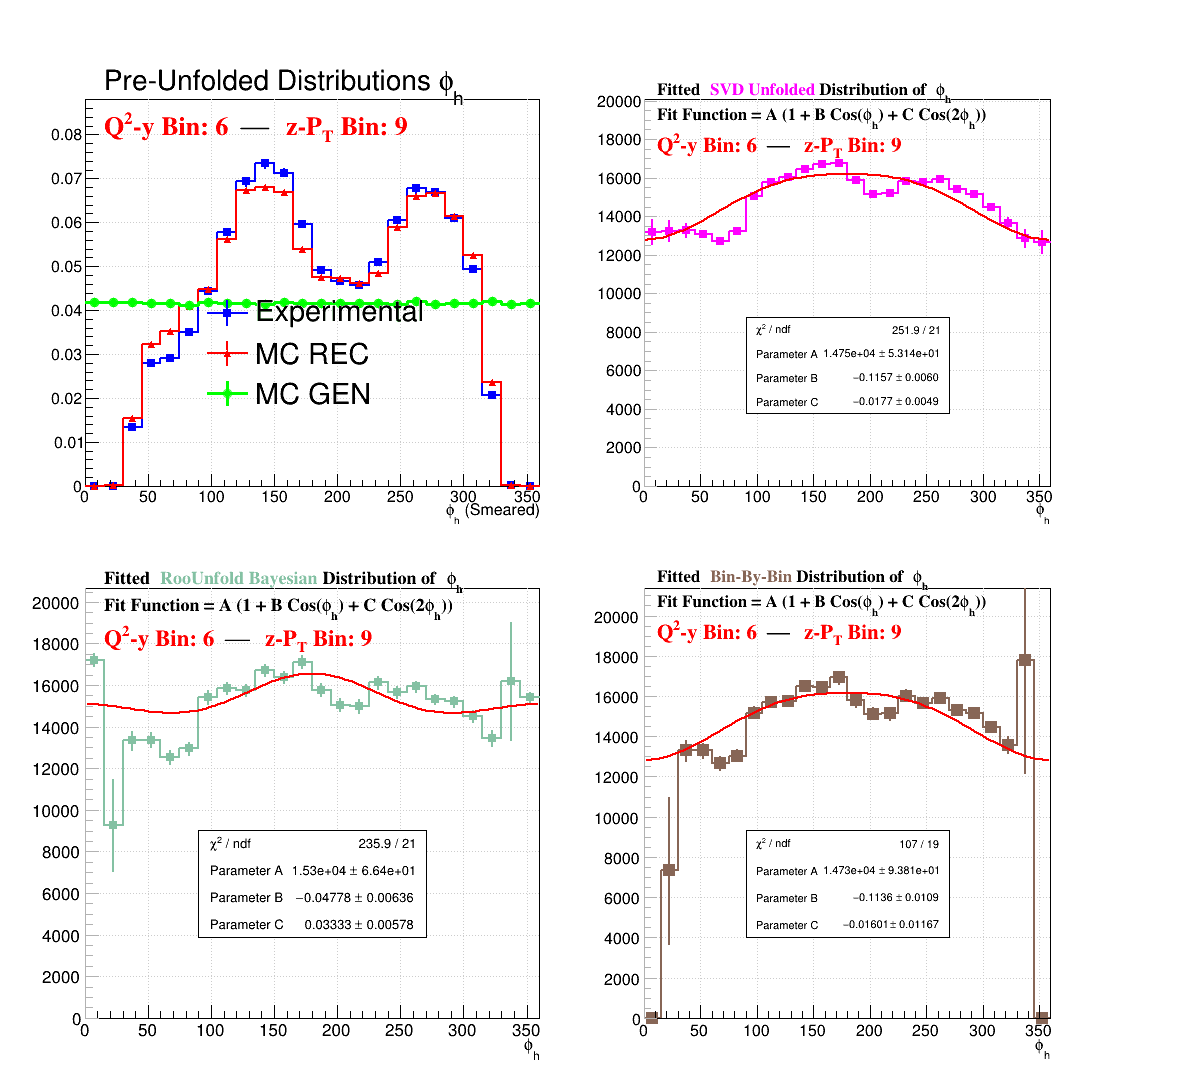 Pre-Unfolded Distributions ϕh
Q²-y Bin: 6 — z-PT Bin: 9
0.08
0.07
0.06
0.05
0.04
0.03
0.02
0.01
0
Experimental
MC REC
MC GEN
0 50 100 150 200 250 300 350
ϕh (Smeared)
Fitted SVD Unfolded Distribution of ϕh
Fit Function = A (1 + B Cos(ϕh) + C Cos(2ϕh))
Q²-y Bin: 6 — z-PT Bin: 9
20000
18000
16000
14000
12000
10000
8000
6000
4000
2000
0
χ² / ndf 251.9 / 21
Parameter A 1.475e+04 ± 5.314e+01
Parameter B −0.1157 ± 0.0060
Parameter C −0.0177 ± 0.0049
0 50 100 150 200 250 300 350
ϕh
Fitted RooUnfold Bayesian Distribution of ϕh
Fit Function = A (1 + B Cos(ϕh) + C Cos(2ϕh))
Q²-y Bin: 6 — z-PT Bin: 9
20000
18000
16000
14000
12000
10000
8000
6000
4000
2000
0
χ² / ndf 235.9 / 21
Parameter A 1.53e+04 ± 6.64e+01
Parameter B −0.04778 ± 0.00636
Parameter C 0.03333 ± 0.00578
0 50 100 150 200 250 300 350
ϕh
Fitted Bin-By-Bin Distribution of ϕh
Fit Function = A (1 + B Cos(ϕh) + C Cos(2ϕh))
Q²-y Bin: 6 — z-PT Bin: 9
20000
18000
16000
14000
12000
10000
8000
6000
4000
2000
0
χ² / ndf 107 / 19
Parameter A 1.473e+04 ± 9.381e+01
Parameter B −0.1136 ± 0.0109
Parameter C −0.01601 ± 0.01167
0 50 100 150 200 250 300 350
ϕh